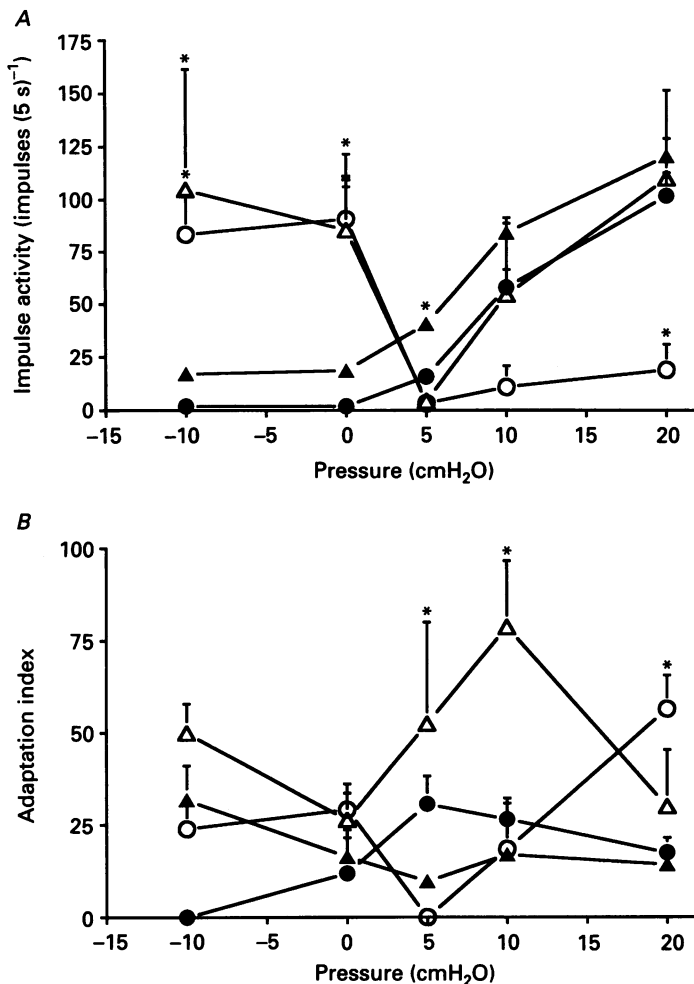 A
175
150
125
100
75
50
25
0
Impulse activity (impulses (5 s)⁻¹)
* * * * *
−15 −10 −5 0 5 10 15 20
Pressure (cmH₂O)
B
100
75
50
25
0
Adaptation index
* * *
−15 −10 −5 0 5 10 15 20
Pressure (cmH₂O)